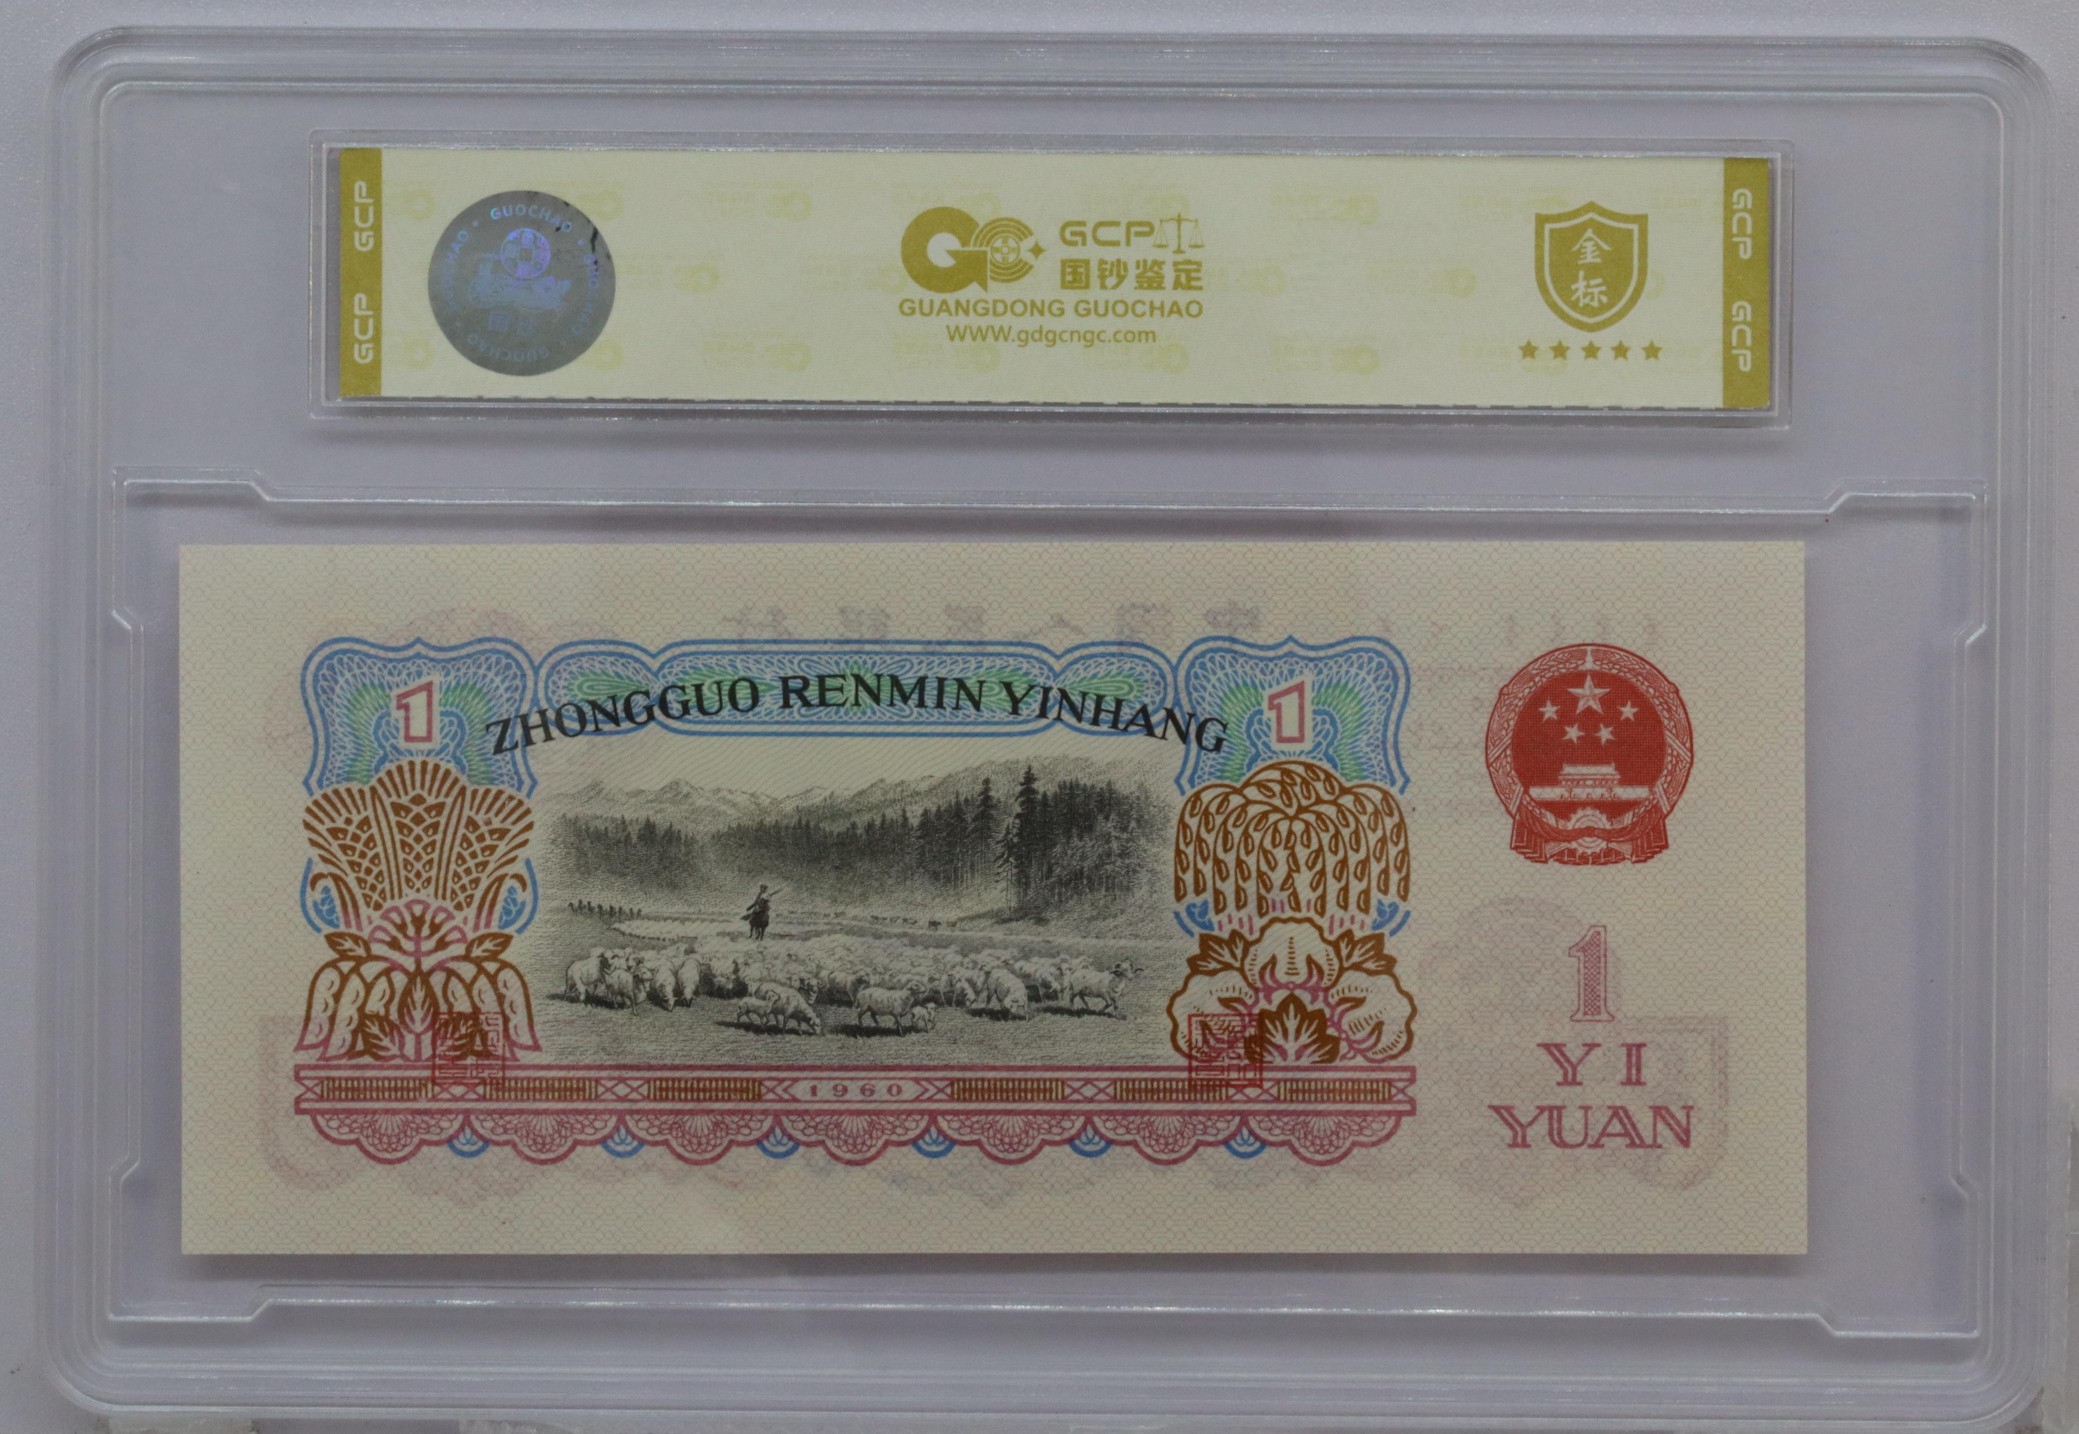 GCP GCP
GUOCHAO
GCP
国钞鉴定
GUANGDONG GUOCHAO
WWW.gdgcngc.com
金标
GCP GCP
1
ZHONGGUO RENMIN YINHANG
1
1960
1
YI
YUAN